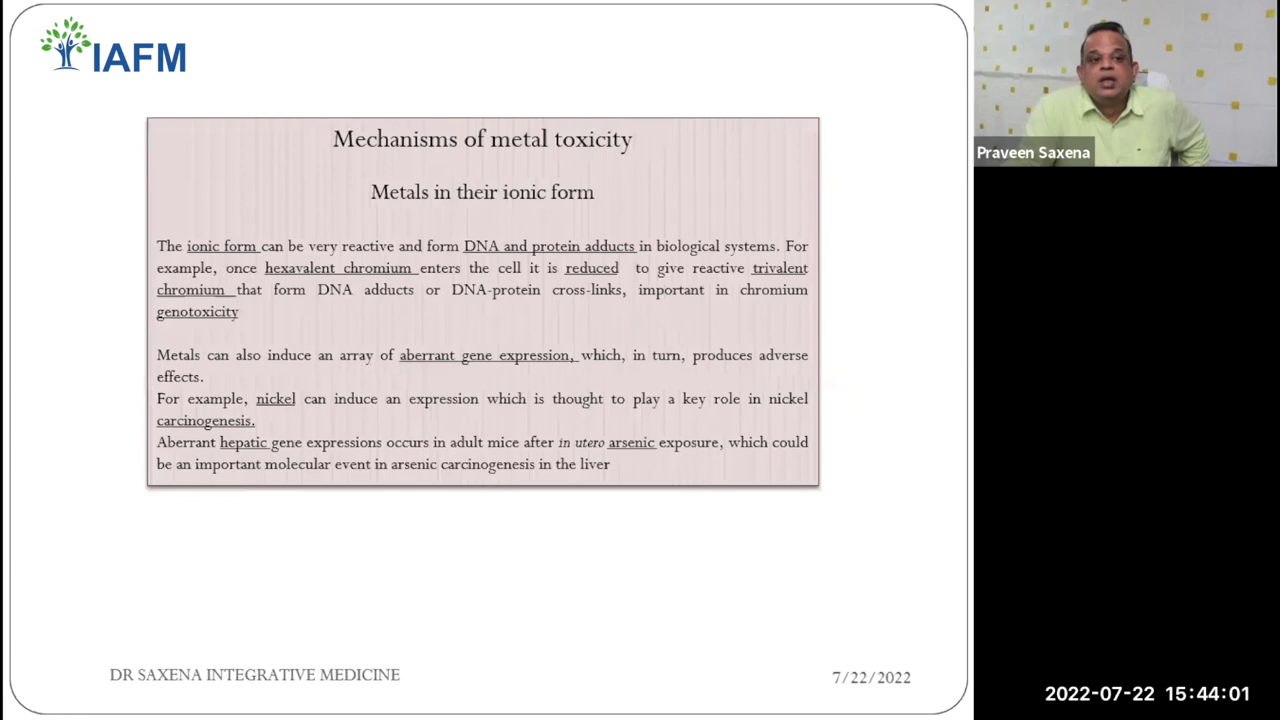 IAFM
Praveen Saxena
Mechanisms of metal toxicity
Metals in their ionic form
The ionic form can be very reactive and form DNA and protein adducts in biological systems. For
example, once hexavalent chromium enters the cell it is reduced to give reactive trivalent
chromium that form DNA adducts or DNA-protein cross-links, important in chromium
genotoxicity
Metals can also induce an array of aberrant gene expression, which, in turn, produces adverse
effects.
For example, nickel can induce an expression which is thought to play a key role in nickel
carcinogenesis.
Aberrant hepatic gene expressions occurs in adult mice after in utero arsenic exposure, which could
be an important molecular event in arsenic carcinogenesis in the liver
DR SAXENA INTEGRATIVE MEDICINE
7/22/2022
2022-07-22 15:44:01